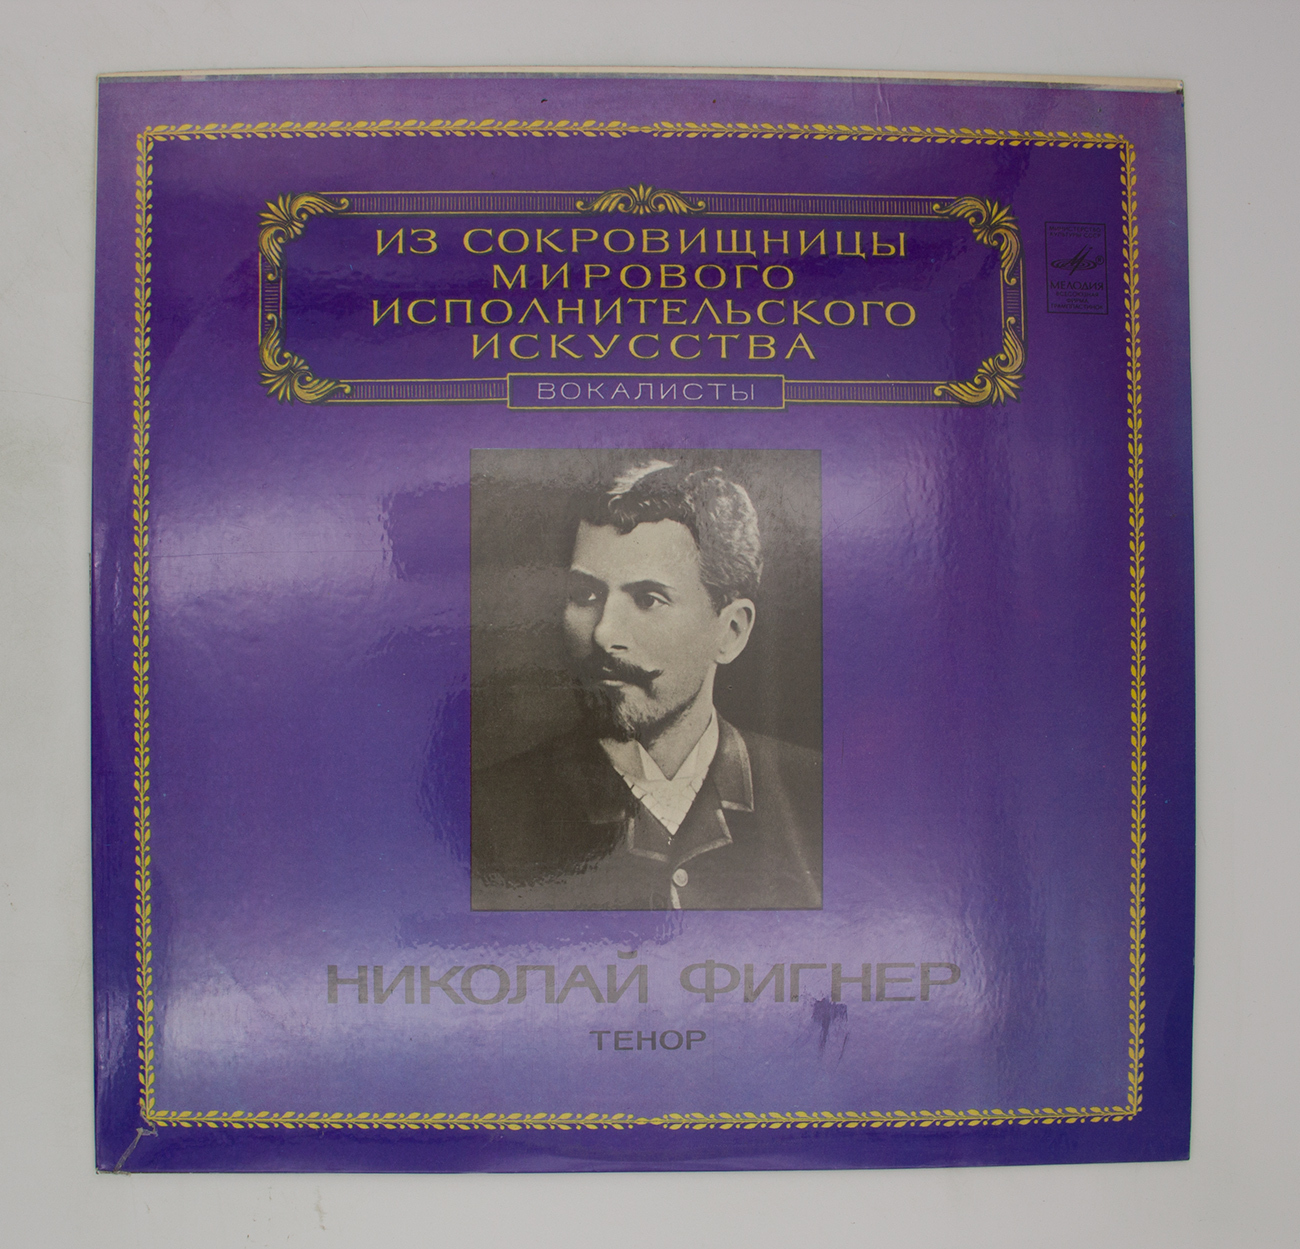 ИЗ СОКРОВИЩНИЦЫ
МИРОВОГО
ИСПОЛНИТЕЛЬСКОГО
ИСКУССТВА
ВОКАЛИСТЫ
МЕЛОДИЯ
НИКОЛАЙ ФИГНЕР
ТЕНОР